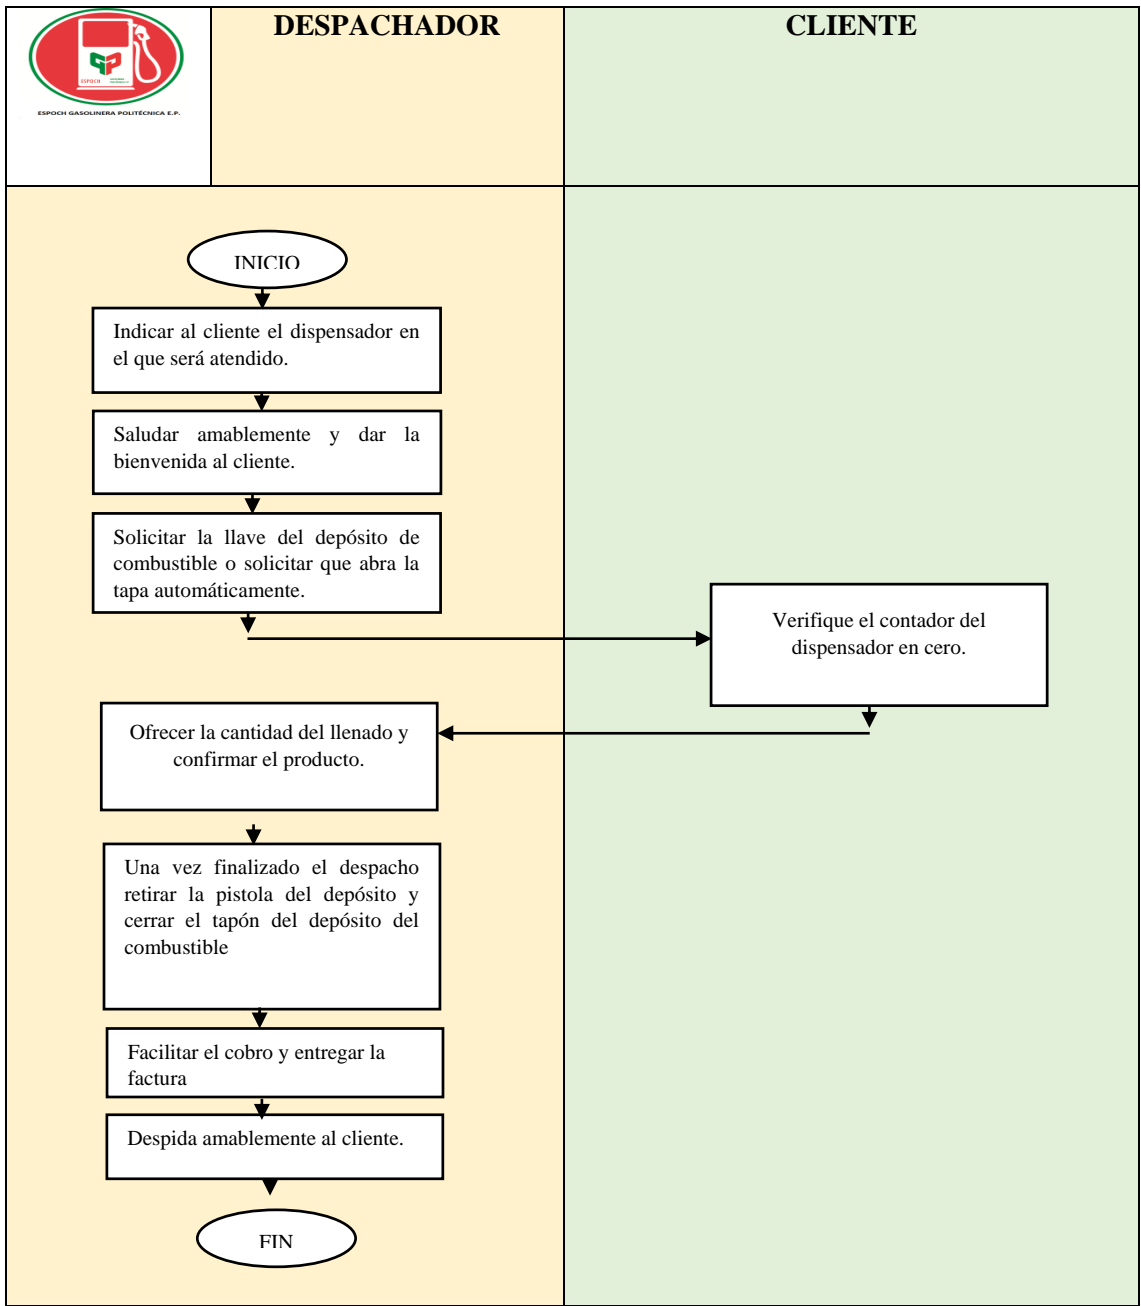 DESPACHADOR
CLIENTE
ESPOCH
ESPOCH GASOLINERA POLITÉCNICA E.P.
INICIO
Indicar al cliente el dispensador en
el que será atendido.
Saludar amablemente y dar la
bienvenida al cliente.
Solicitar la llave del depósito de
combustible o solicitar que abra la
tapa automáticamente.
Verifique el contador del
dispensador en cero.
Ofrecer la cantidad del llenado y
confirmar el producto.
Una vez finalizado el despacho
retirar la pistola del depósito y
cerrar el tapón del depósito del
combustible
Facilitar el cobro y entregar la
factura
Despida amablemente al cliente.
FIN